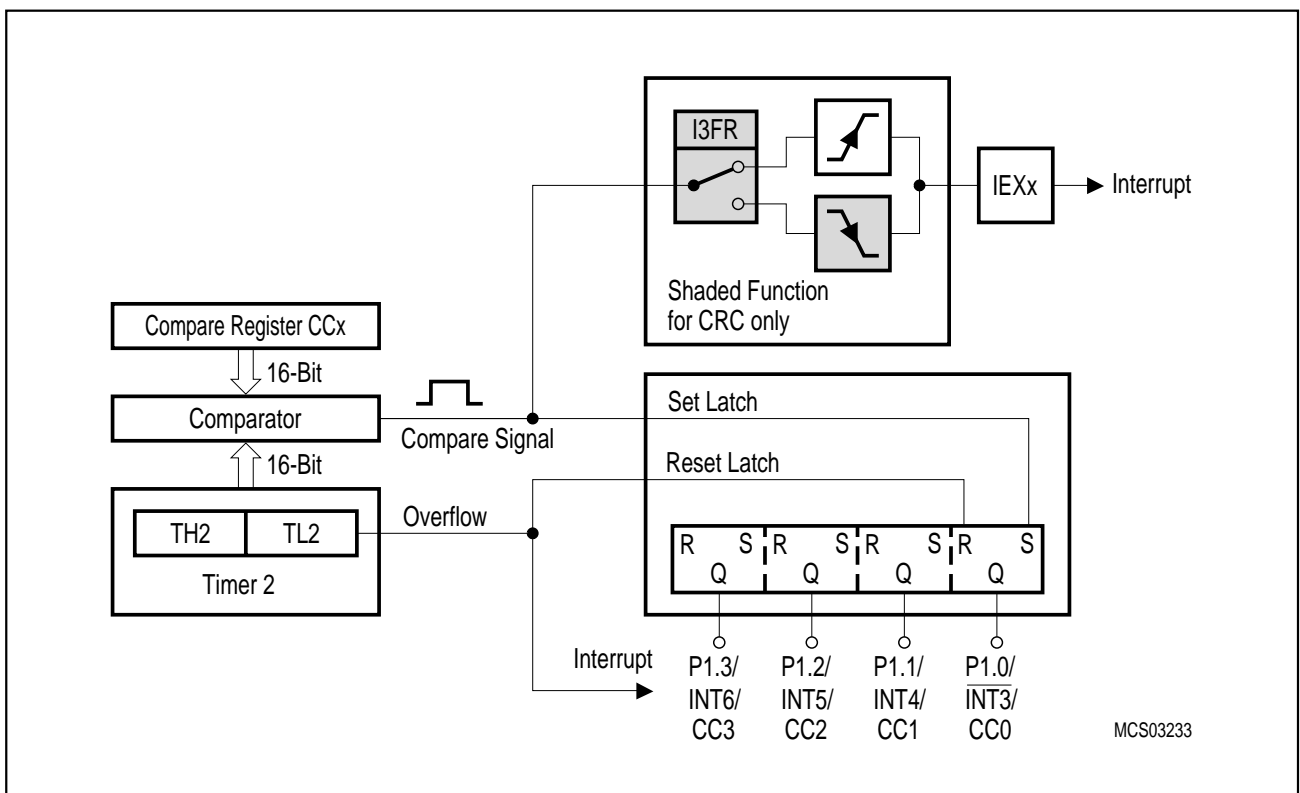 I3FR
IEXx
Interrupt
Shaded Function
for CRC only
Compare Register CCx
16-Bit
Comparator
Compare Signal
16-Bit
TH2
TL2
Timer 2
Overflow
Interrupt
Set Latch
Reset Latch
R S R S R S R S
Q Q Q Q
P1.3/ P1.2/ P1.1/ P1.0/
INT6/ INT5/ INT4/ I̅N̅T̅3̅/
CC3 CC2 CC1 CC0
MCS03233